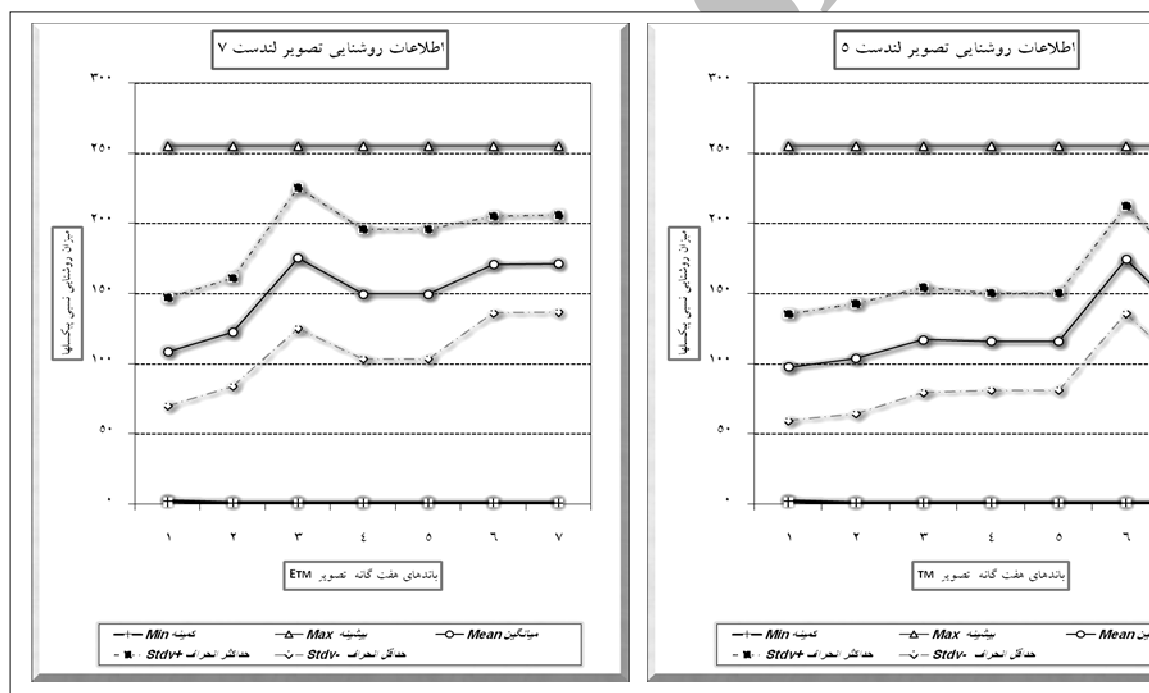 اطلاعات روشنایی تصویر لندست ۷
۳۰۰
۲۵۰
۲۰۰
۱۵۰
۱۰۰
۵۰
۰
میزان روشنایی نسبی پیکسلها
۱ ۲ ۳ ٤ ٥ ٦ ۷
باندهای هفت گانه تصویر ETM
Min کمینه Max بیشینه Mean میانگین
Stdv+ حداکثر انحراف Stdv- حداقل انحراف
اطلاعات روشنایی تصویر لندست ٥
۳۰۰
۲۵۰
۲۰۰
۱۵۰
۱۰۰
۵۰
۰
میزان روشنایی نسبی پیکسلها
۱ ۲ ۳ ٤ ٥ ٦
باندهای هفت گانه تصویر TM
Min کمینه Max بیشینه Mean
Stdv+ حداکثر انحراف Stdv- حداقل انحراف